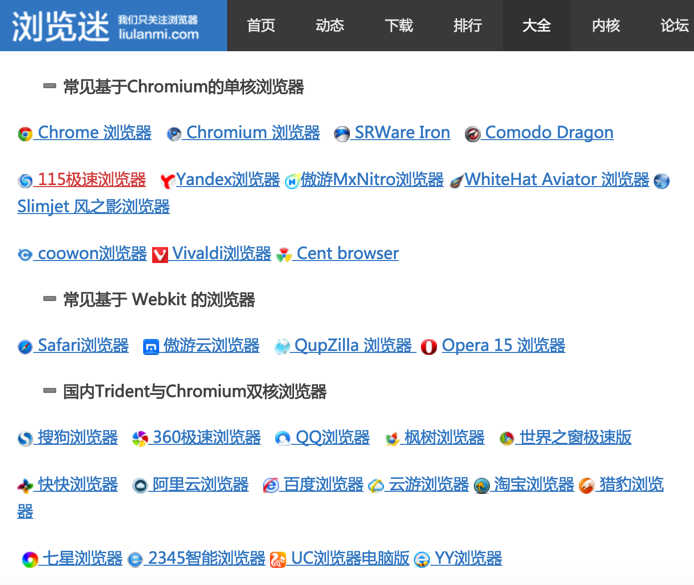 浏览迷 我们只关注浏览器 liulanmi.com 首页 动态 下载 排行 大全 内核 论坛
常见基于Chromium的单核浏览器
Chrome 浏览器 Chromium 浏览器 SRWare Iron Comodo Dragon
115极速浏览器 Yandex浏览器 傲游MxNitro浏览器 WhiteHat Aviator 浏览器
Slimjet 风之影浏览器
coowon浏览器 Vivaldi浏览器 Cent browser
常见基于 Webkit 的浏览器
Safari浏览器 傲游云浏览器 QupZilla 浏览器 Opera 15 浏览器
国内Trident与Chromium双核浏览器
搜狗浏览器 360极速浏览器 QQ浏览器 枫树浏览器 世界之窗极速版
快快浏览器 阿里云浏览器 百度浏览器 云游浏览器 淘宝浏览器 猎豹浏览
器
七星浏览器 2345智能浏览器 UC浏览器电脑版 YY浏览器